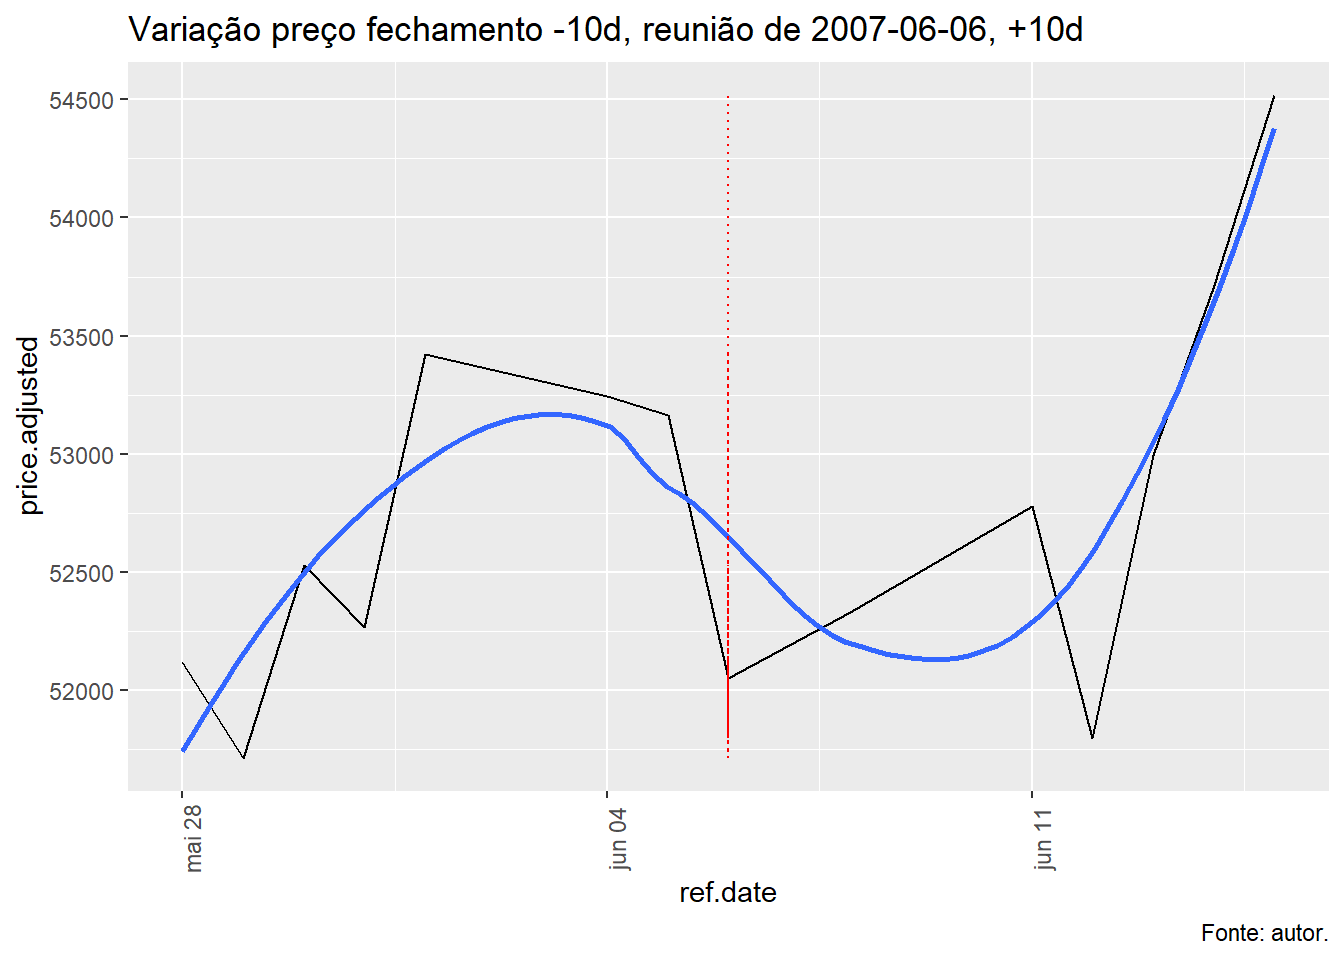 Variação preço fechamento -10d, reunião de 2007-06-06, +10d
54500
54000
53500
53000
52500
52000
price.adjusted
mai 28
jun 04
jun 11
ref.date
Fonte: autor.